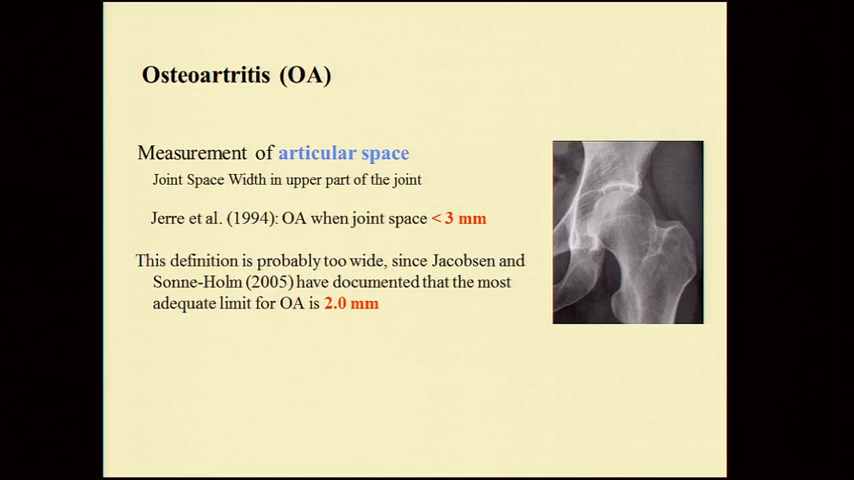 Osteoartritis (OA)
Measurement of articular space
Joint Space Width in upper part of the joint
Jerre et al. (1994): OA when joint space < 3 mm
This definition is probably too wide, since Jacobsen and
Sonne-Holm (2005) have documented that the most
adequate limit for OA is 2.0 mm